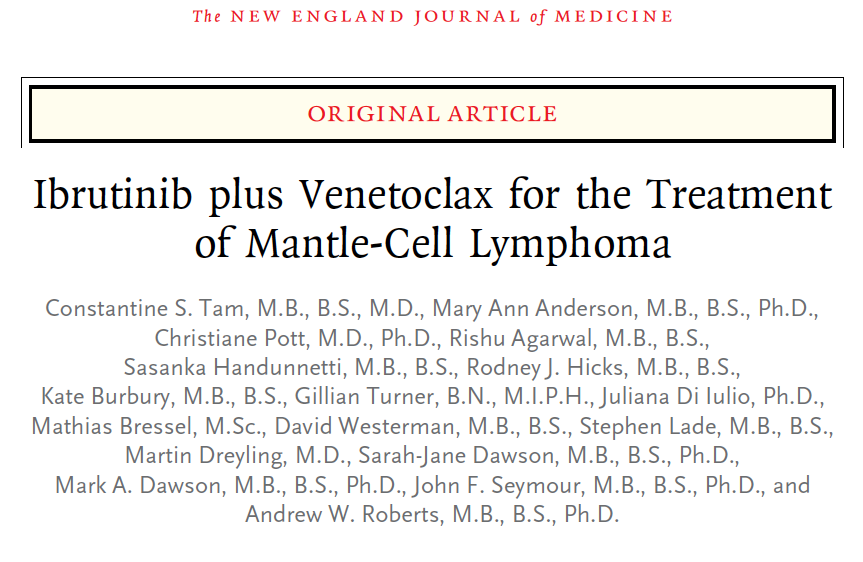 The NEW ENGLAND JOURNAL of MEDICINE
ORIGINAL ARTICLE
Ibrutinib plus Venetoclax for the Treatment
of Mantle-Cell Lymphoma
Constantine S. Tam, M.B., B.S., M.D., Mary Ann Anderson, M.B., B.S., Ph.D.,
Christiane Pott, M.D., Ph.D., Rishu Agarwal, M.B., B.S.,
Sasanka Handunnetti, M.B., B.S., Rodney J. Hicks, M.B., B.S.,
Kate Burbury, M.B., B.S., Gillian Turner, B.N., M.I.P.H., Juliana Di Iulio, Ph.D.,
Mathias Bressel, M.Sc., David Westerman, M.B., B.S., Stephen Lade, M.B., B.S.,
Martin Dreyling, M.D., Sarah-Jane Dawson, M.B., B.S., Ph.D.,
Mark A. Dawson, M.B., B.S., Ph.D., John F. Seymour, M.B., B.S., Ph.D., and
Andrew W. Roberts, M.B., B.S., Ph.D.